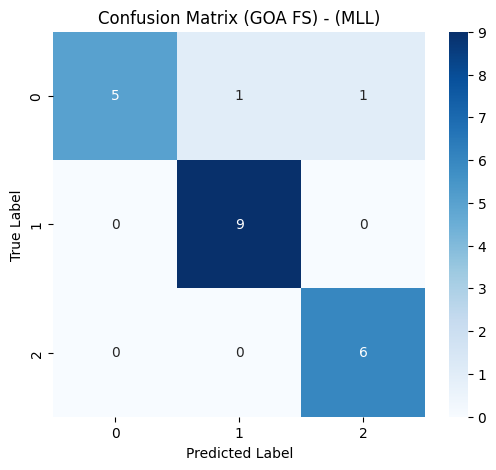 Confusion Matrix (GOA FS) - (MLL)
True Label
0
1
2
5 1 1
0 9 0
0 0 6
0 1 2
Predicted Label
9
8
7
6
5
4
3
2
1
0